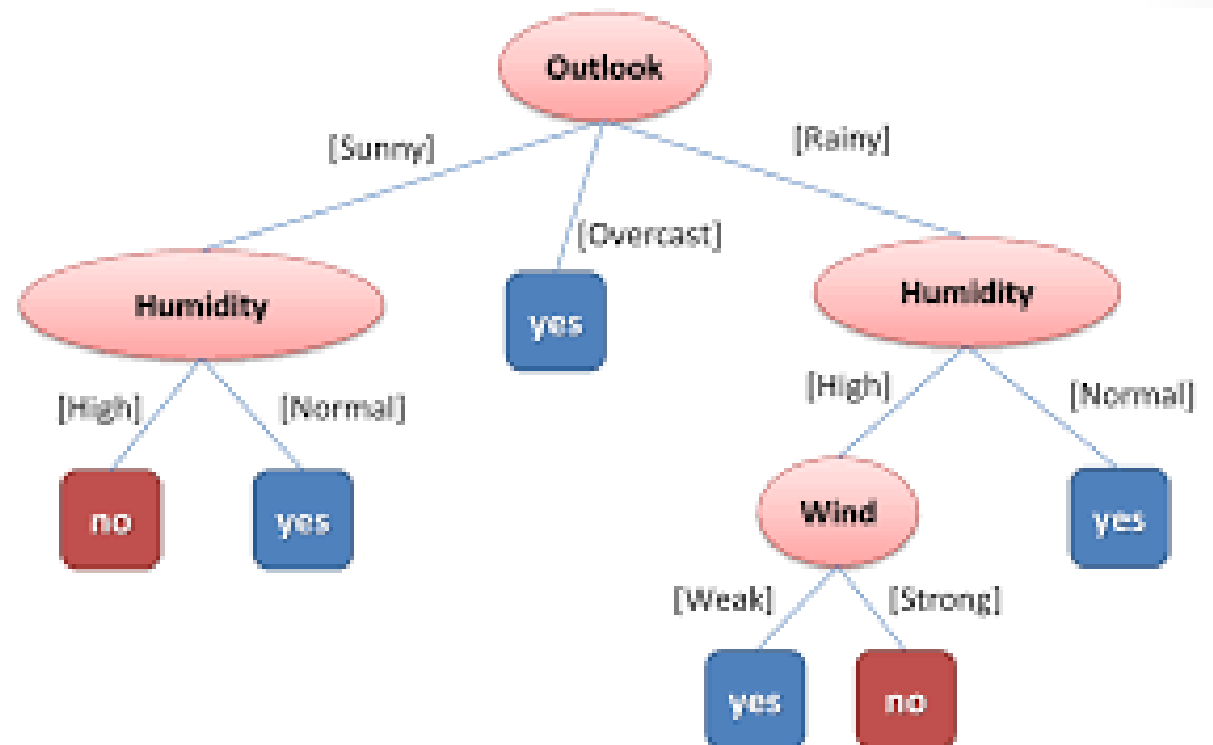 Outlook
[Sunny]
[Rainy]
[Overcast]
Humidity
yes
Humidity
[High]
[Normal]
[High]
[Normal]
no
yes
Wind
yes
[Weak]
[Strong]
yes
no